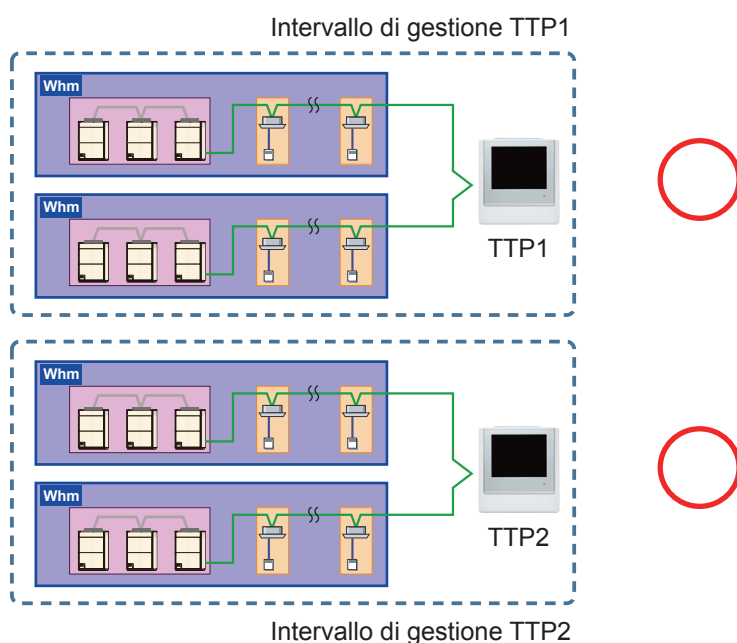 Intervallo di gestione TTP1
Whm
Whm
TTP1
Whm
Whm
TTP2
Intervallo di gestione TTP2